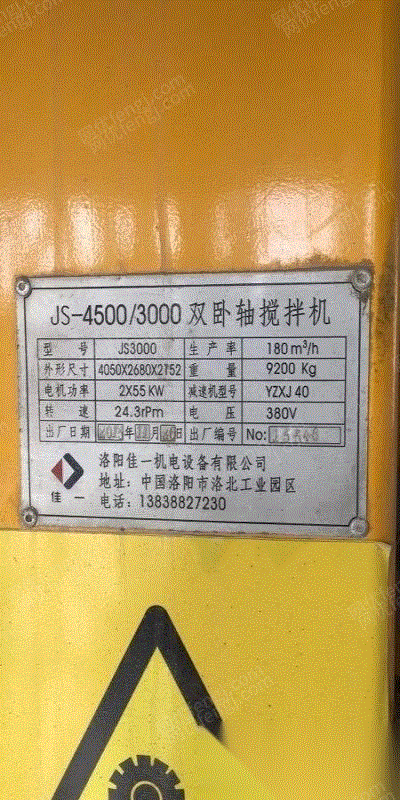 JS-4500/3000 双卧轴搅拌机
型 号 JS3000 生 产 率 180 m³/h
外形尺寸 4050X2680X2752 重 量 9200 Kg
电机功率 2X55 KW 减速机型号 YZXJ 40
转 速 24.3rPm 电 压 380V
出厂日期 年 月 日 出厂编号 No:
佳 一
洛阳佳一机电设备有限公司
地址: 中国洛阳市洛北工业园区
电话: 13838827230